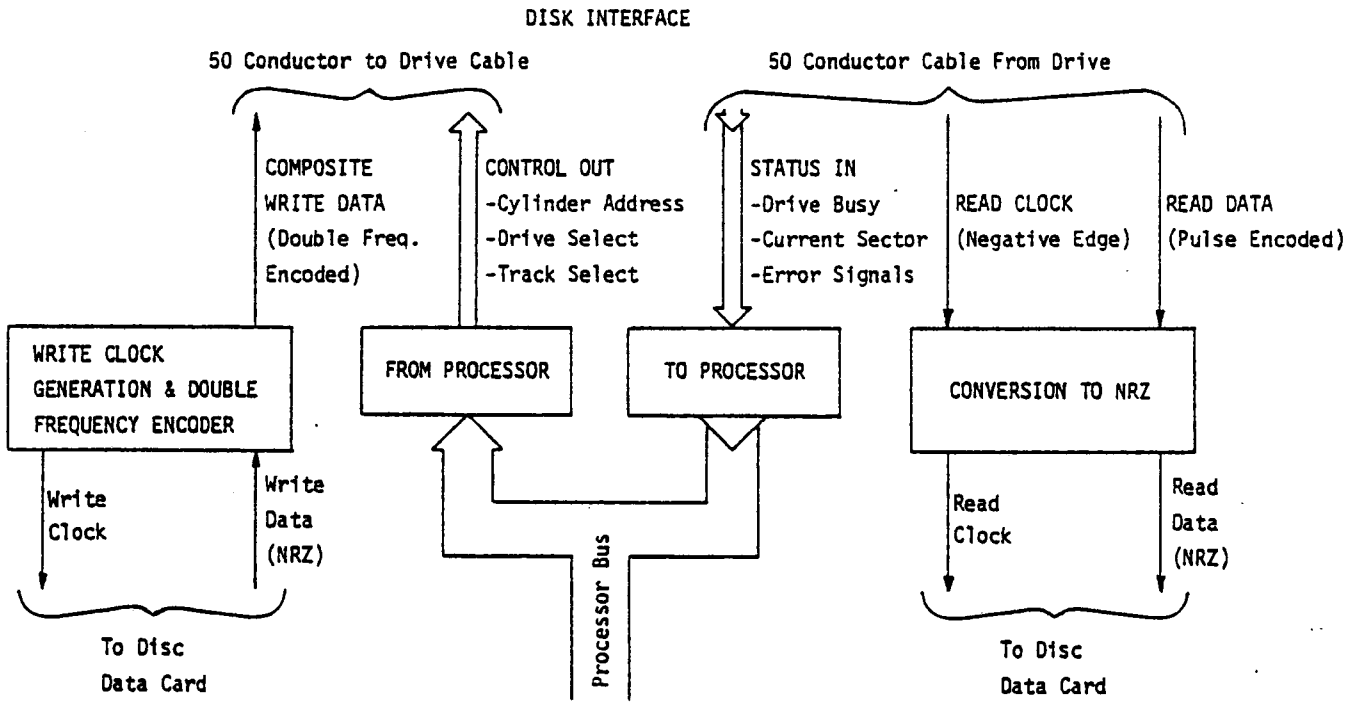 DISK INTERFACE
50 Conductor to Drive Cable
50 Conductor Cable From Drive
COMPOSITE
WRITE DATA
(Double Freq.
Encoded)
CONTROL OUT
-Cylinder Address
-Drive Select
-Track Select
STATUS IN
-Drive Busy
-Current Sector
-Error Signals
READ CLOCK
(Negative Edge)
READ DATA
(Pulse Encoded)
WRITE CLOCK
GENERATION & DOUBLE
FREQUENCY ENCODER
FROM PROCESSOR
TO PROCESSOR
CONVERSION TO NRZ
Write
Clock
Write
Data
(NRZ)
Processor Bus
Read
Clock
Read
Data
(NRZ)
To Disc
Data Card
To Disc
Data Card